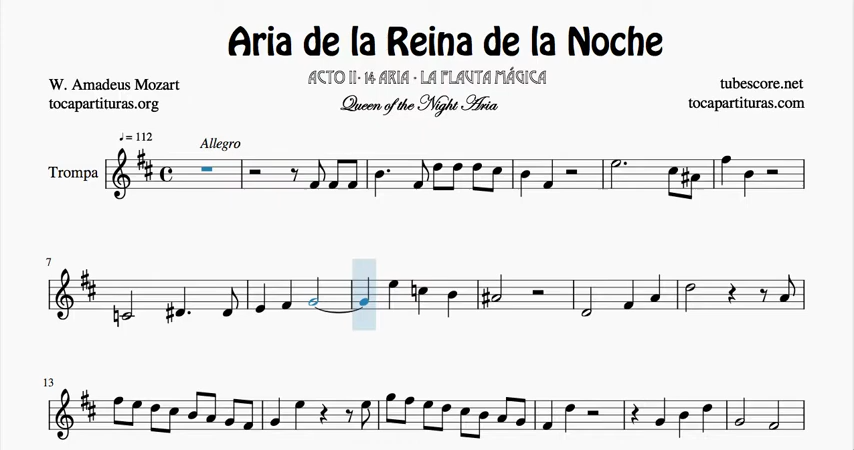 Aria de la Reina de la Noche
ACTO II - 14 ARIA - LA FLAUTA MÁGICA
W. Amadeus Mozart
tubescore.net
tocapartituras.org
Queen of the Night Aria
tocapartituras.com
♩ = 112
Allegro
Trompa
7
13